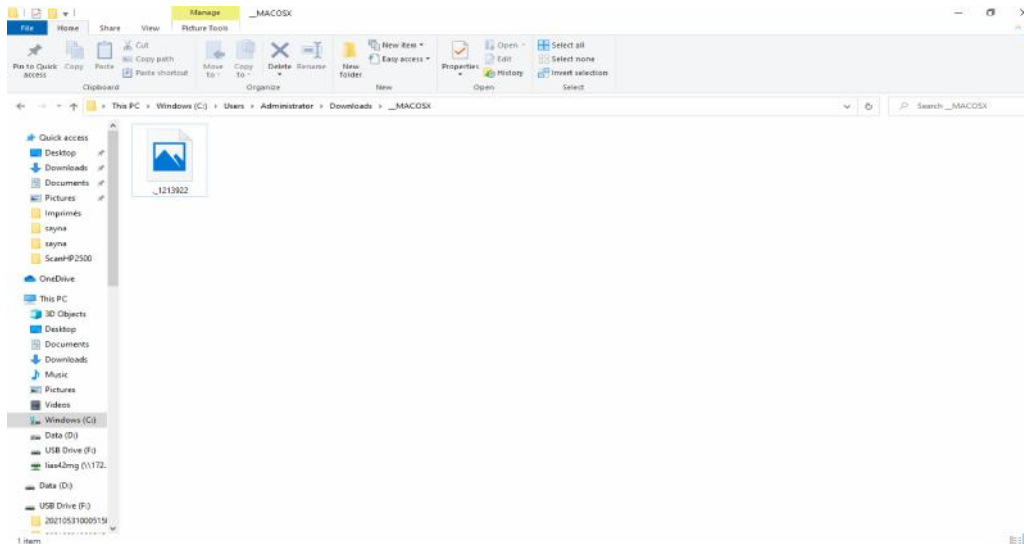 Manage
__MACOSX
File
Home
Share
View
Picture Tools
Pin to Quick access
Copy
Paste
Cut
Copy path
Paste shortcut
Move to
Copy to
Delete
Rename
New folder
New item
Easy access
Properties
Open
Edit
History
Select all
Select none
Invert selection
Clipboard
Organize
New
Open
Select
This PC › Windows (C:) › Users › Administrator › Downloads › __MACOSX
Search __MACOSX
Quick access
Desktop
Downloads
Documents
Pictures
Imprimés
sayna
sayna
ScanHP2500
OneDrive
This PC
3D Objects
Desktop
Documents
Downloads
Music
Pictures
Videos
Windows (C:)
Data (D:)
USB Drive (F:)
(\\172.
Data (D:)
USB Drive (F:)
._1213922
1 item